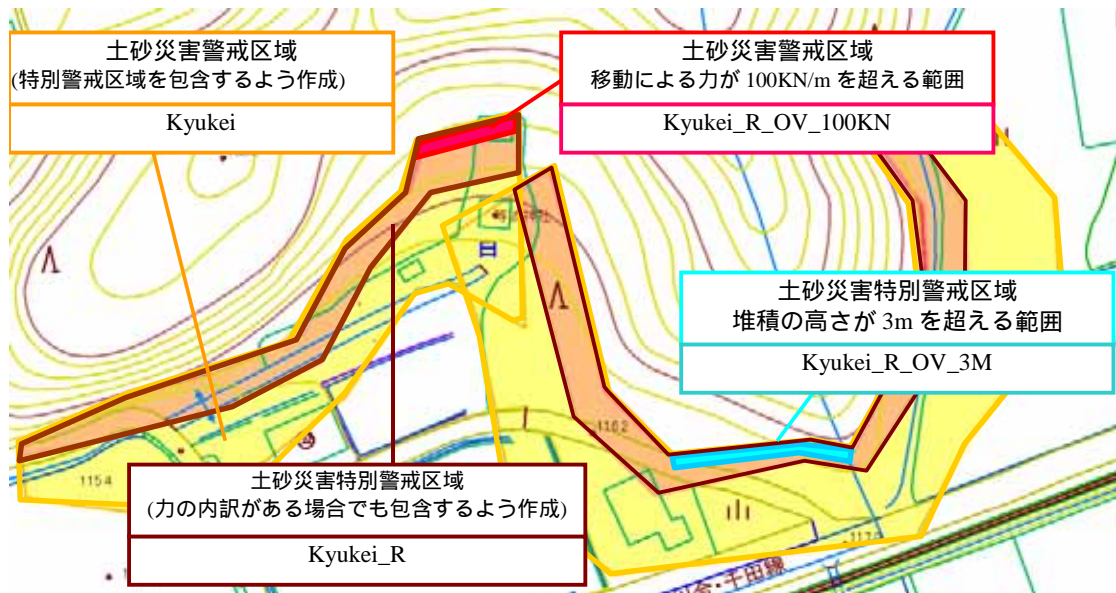 土砂災害警戒区域
(特別警戒区域を包含するよう作成)
Kyukei
土砂災害警戒区域
移動による力が 100KN/m を超える範囲
Kyukei_R_OV_100KN
土砂災害特別警戒区域
堆積の高さが 3m を超える範囲
Kyukei_R_OV_3M
1162
1154
土砂災害特別警戒区域
(力の内訳がある場合でも包含するよう作成)
Kyukei_R
・千田線